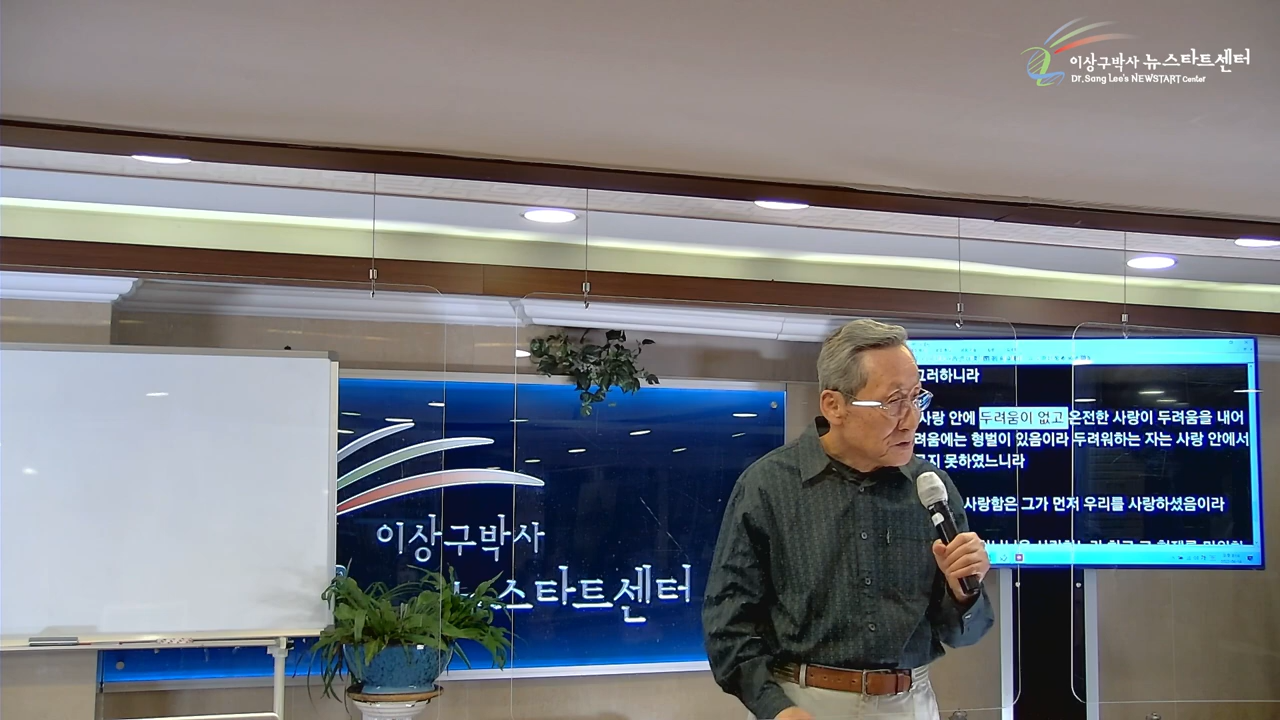 이상구박사 뉴스타트센터
Dr. Sang Lee's NEWSTART Center
그러하니라
사랑 안에 두려움이 없고 온전한 사랑이 두려움을 내어
려움에는 형벌이 있음이라 두려워하는 자는 사랑 안에서
지 못하였느니라
사랑함은 그가 먼저 우리를 사랑하셨음이라
이상구박사
뉴스타트센터